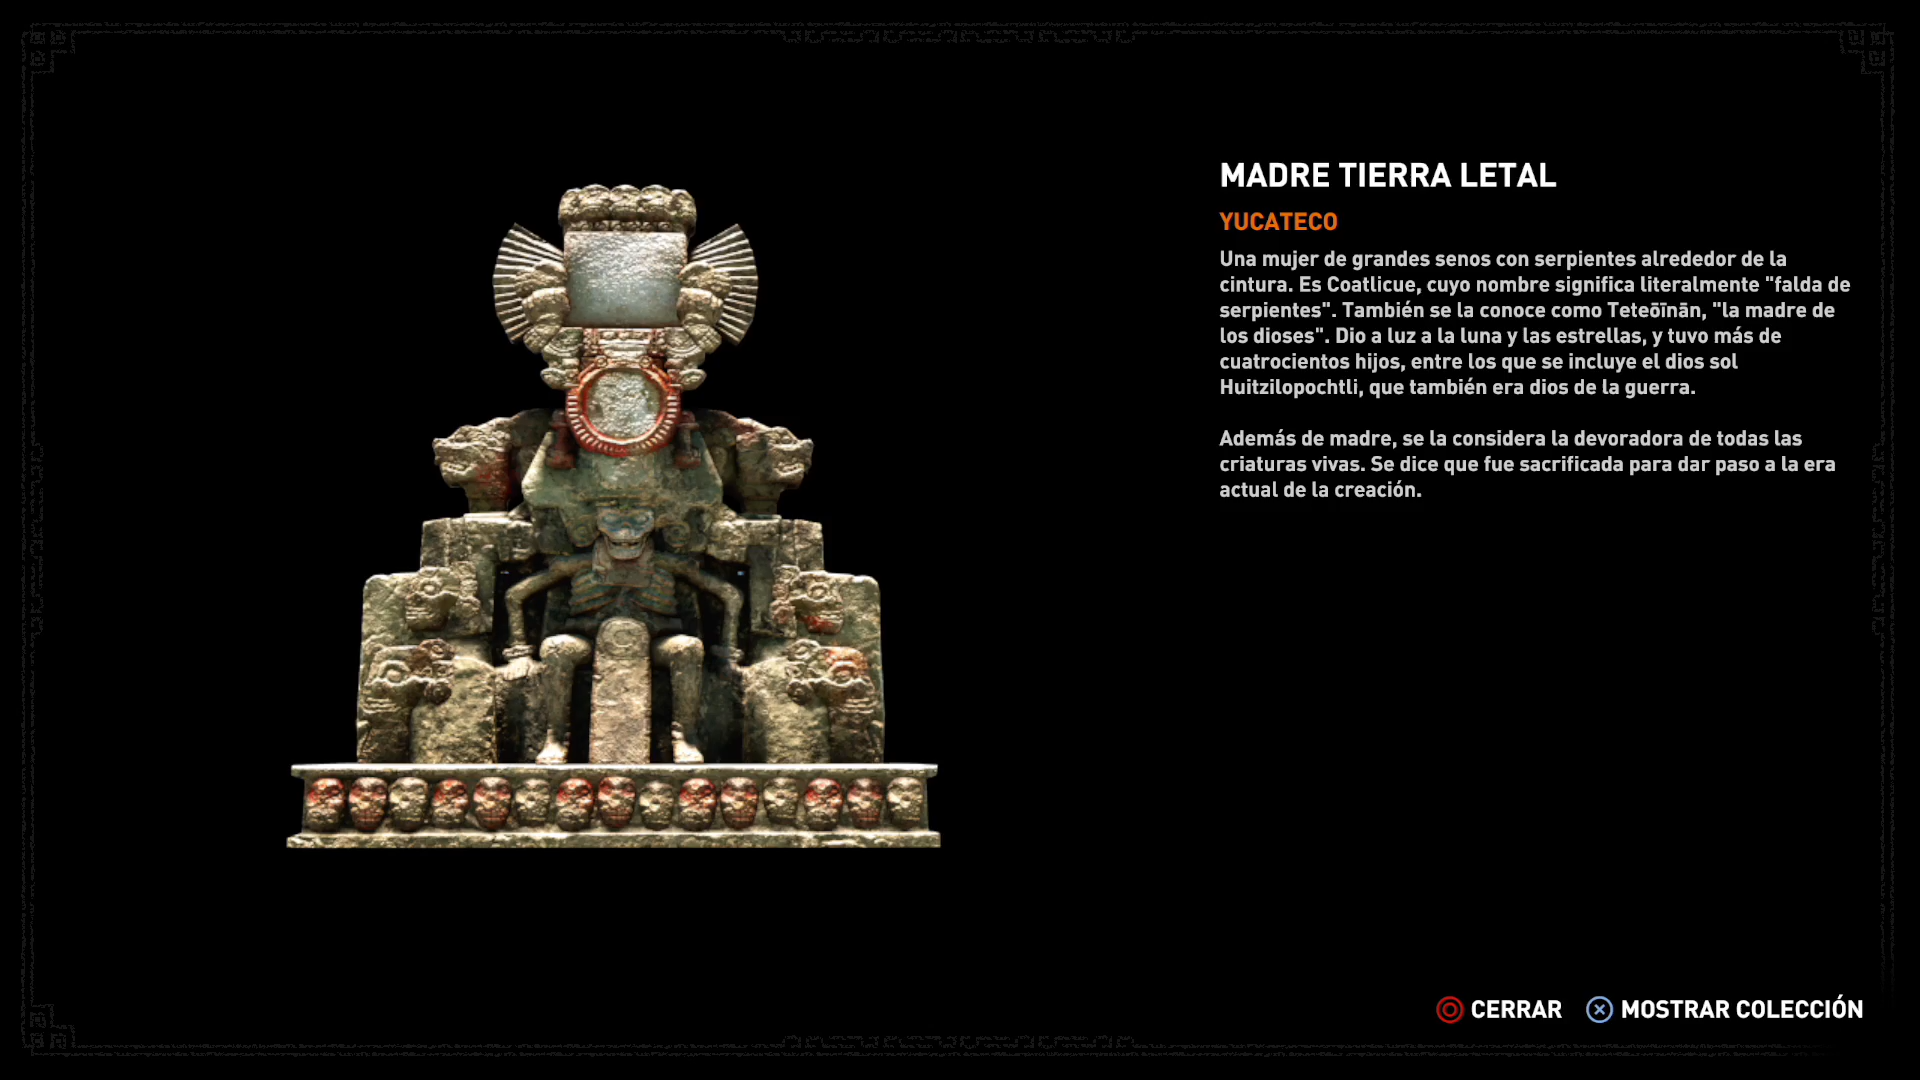 MADRE TIERRA LETAL
YUCATECO
Una mujer de grandes senos con serpientes alrededor de la
cintura. Es Coatlicue, cuyo nombre significa literalmente "falda de
serpientes". También se la conoce como Teteōīnān, "la madre de
los dioses". Dio a luz a la luna y las estrellas, y tuvo más de
cuatrocientos hijos, entre los que se incluye el dios sol
Huitzilopochtli, que también era dios de la guerra.
Además de madre, se la considera la devoradora de todas las
criaturas vivas. Se dice que fue sacrificada para dar paso a la era
actual de la creación.
CERRAR MOSTRAR COLECCIÓN